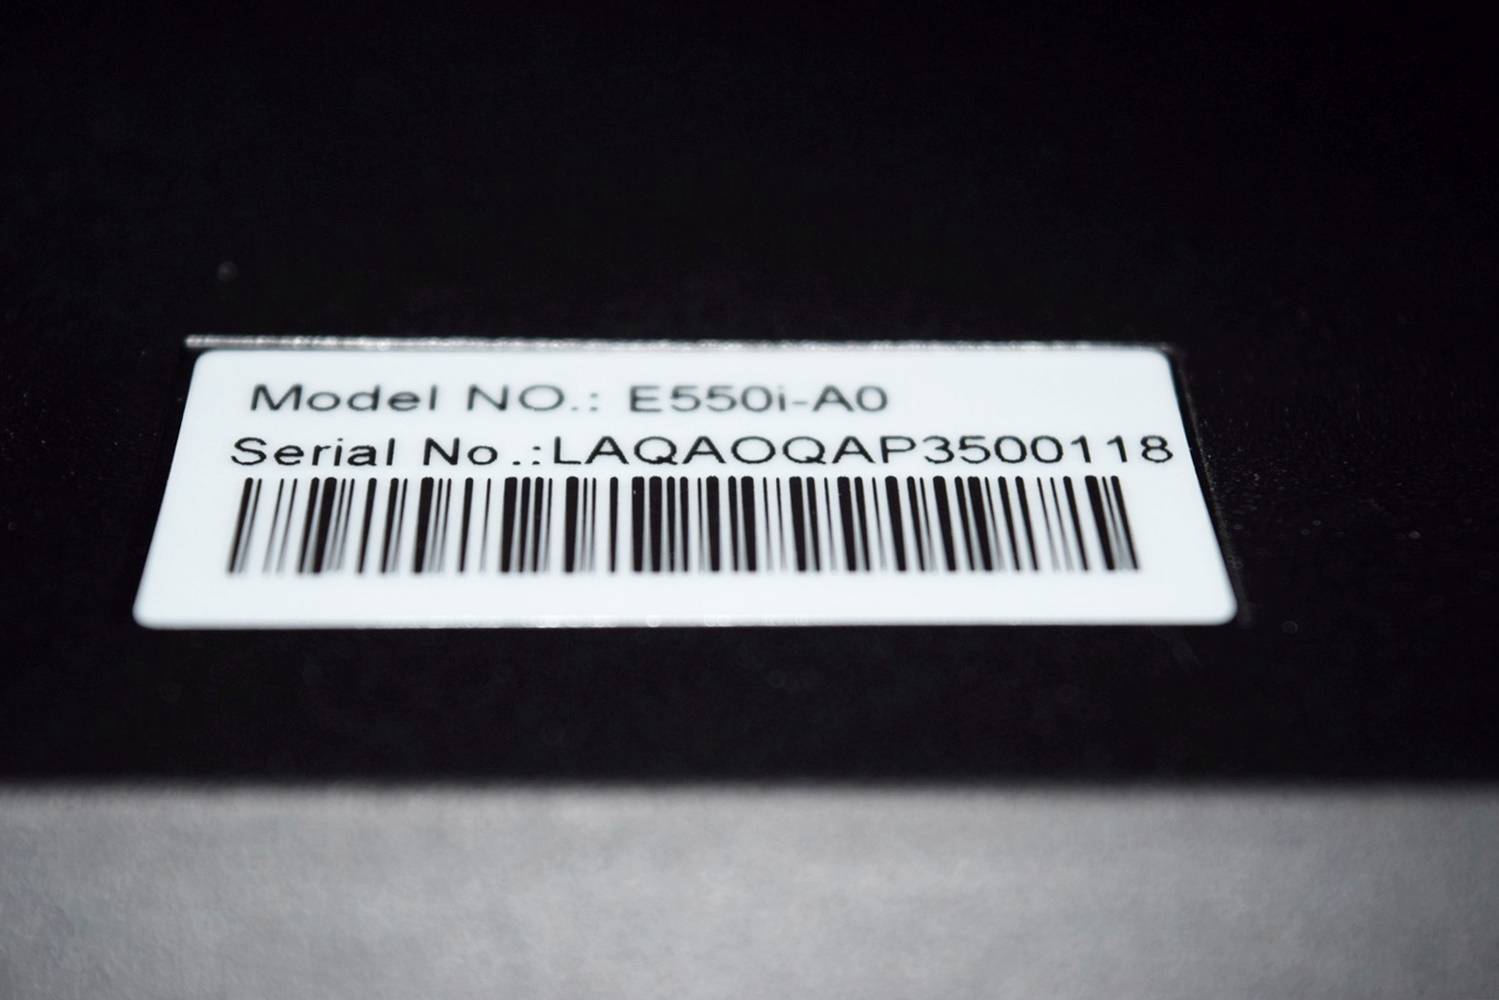 Model NO.: E550i-A0
Serial No.:LAQAOQAP3500118